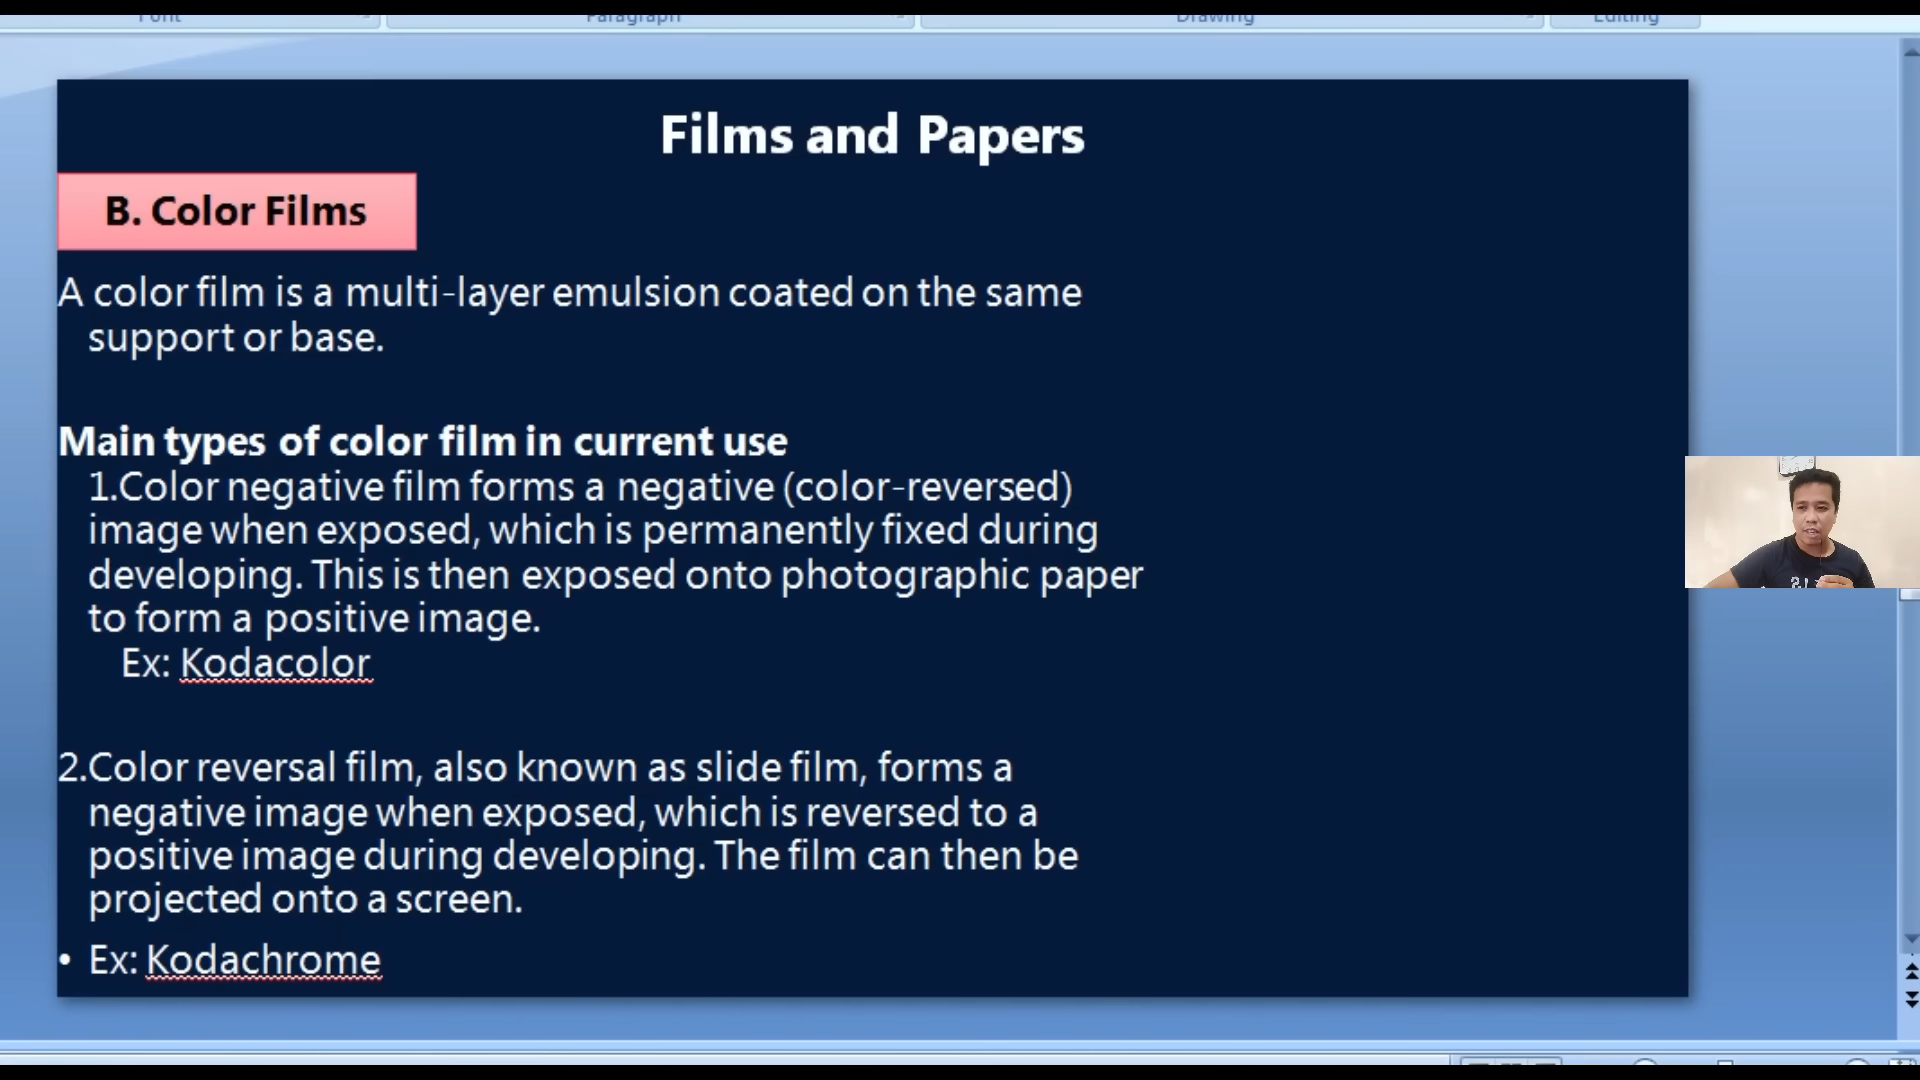 Font Paragraph Drawing Editing
Films and Papers
B. Color Films
A color film is a multi-layer emulsion coated on the same
support or base.
Main types of color film in current use
1.Color negative film forms a negative (color-reversed)
image when exposed, which is permanently fixed during
developing. This is then exposed onto photographic paper
to form a positive image.
Ex: Kodacolor
2.Color reversal film, also known as slide film, forms a
negative image when exposed, which is reversed to a
positive image during developing. The film can then be
projected onto a screen.
• Ex: Kodachrome